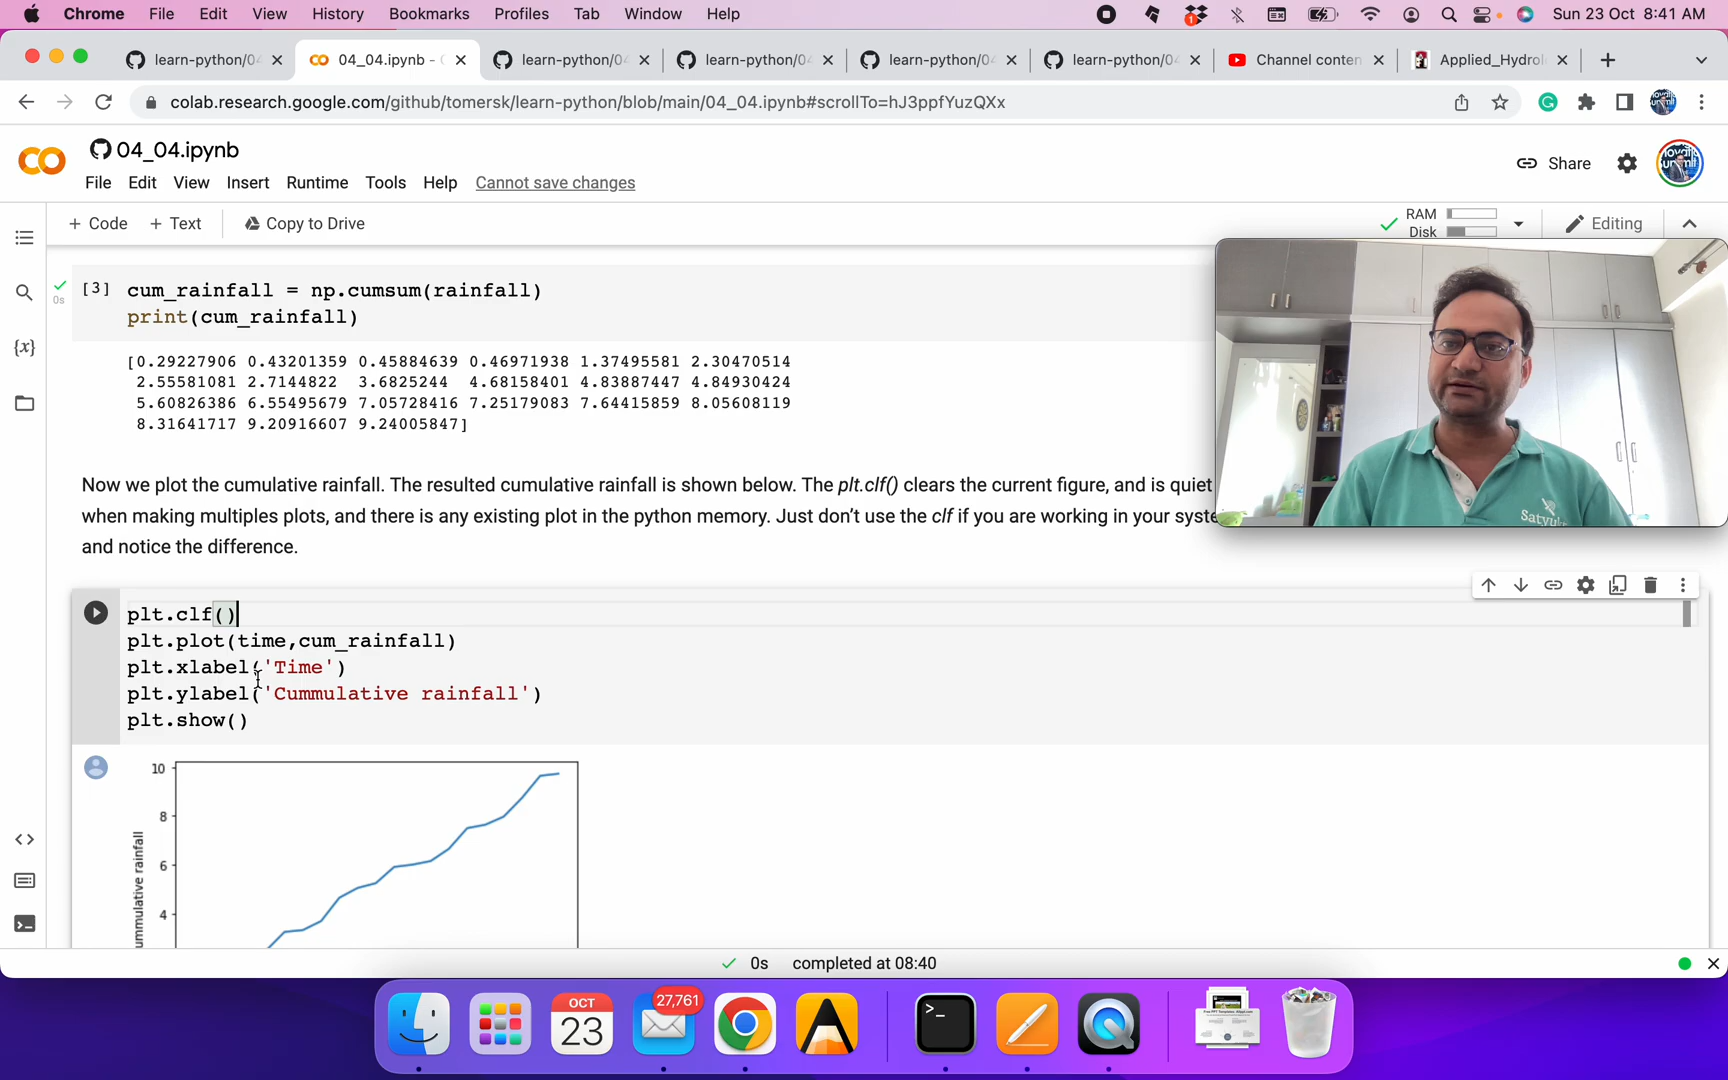 Chrome File Edit View History Bookmarks Profiles Tab Window Help
1
Sun 23 Oct 8:41 AM
learn-python/04
04_04.ipynb - C
learn-python/04
learn-python/04
learn-python/04
learn-python/04
Channel conten
Applied_Hydrol
colab.research.google.com/github/tomersk/learn-python/blob/main/04_04.ipynb#scrollTo=hJ3ppfYuzQXx
04_04.ipynb
Share
File Edit View Insert Runtime Tools Help Cannot save changes
+ Code + Text Copy to Drive
RAM
Disk
Editing
[3] cum_rainfall = np.cumsum(rainfall)
0s
print(cum_rainfall)
[0.29227906 0.43201359 0.45884639 0.46971938 1.37495581 2.30470514
2.55581081 2.7144822 3.6825244 4.68158401 4.83887447 4.84930424
5.60826386 6.55495679 7.05728416 7.25179083 7.64415859 8.05608119
8.31641717 9.20916607 9.24005847]
Now we plot the cumulative rainfall. The resulted cumulative rainfall is shown below. The plt.clf() clears the current figure, and is quiet
when making multiples plots, and there is any existing plot in the python memory. Just don't use the clf if you are working in your syste
and notice the difference.
Satyuk
plt.clf()
plt.plot(time,cum_rainfall)
plt.xlabel('Time')
plt.ylabel('Cummulative rainfall')
plt.show()
10
8
6
4
ummulative rainfall
0s completed at 08:40
OCT
23
27,761